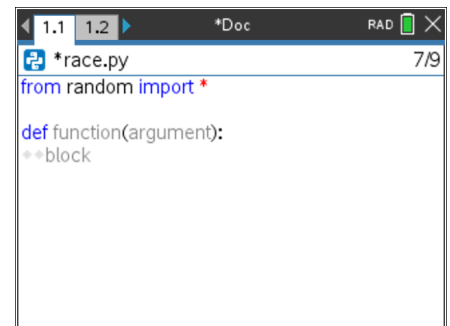 1.1 1.2 *Doc RAD
*race.py 7/9
from random import *
def function(argument):
block